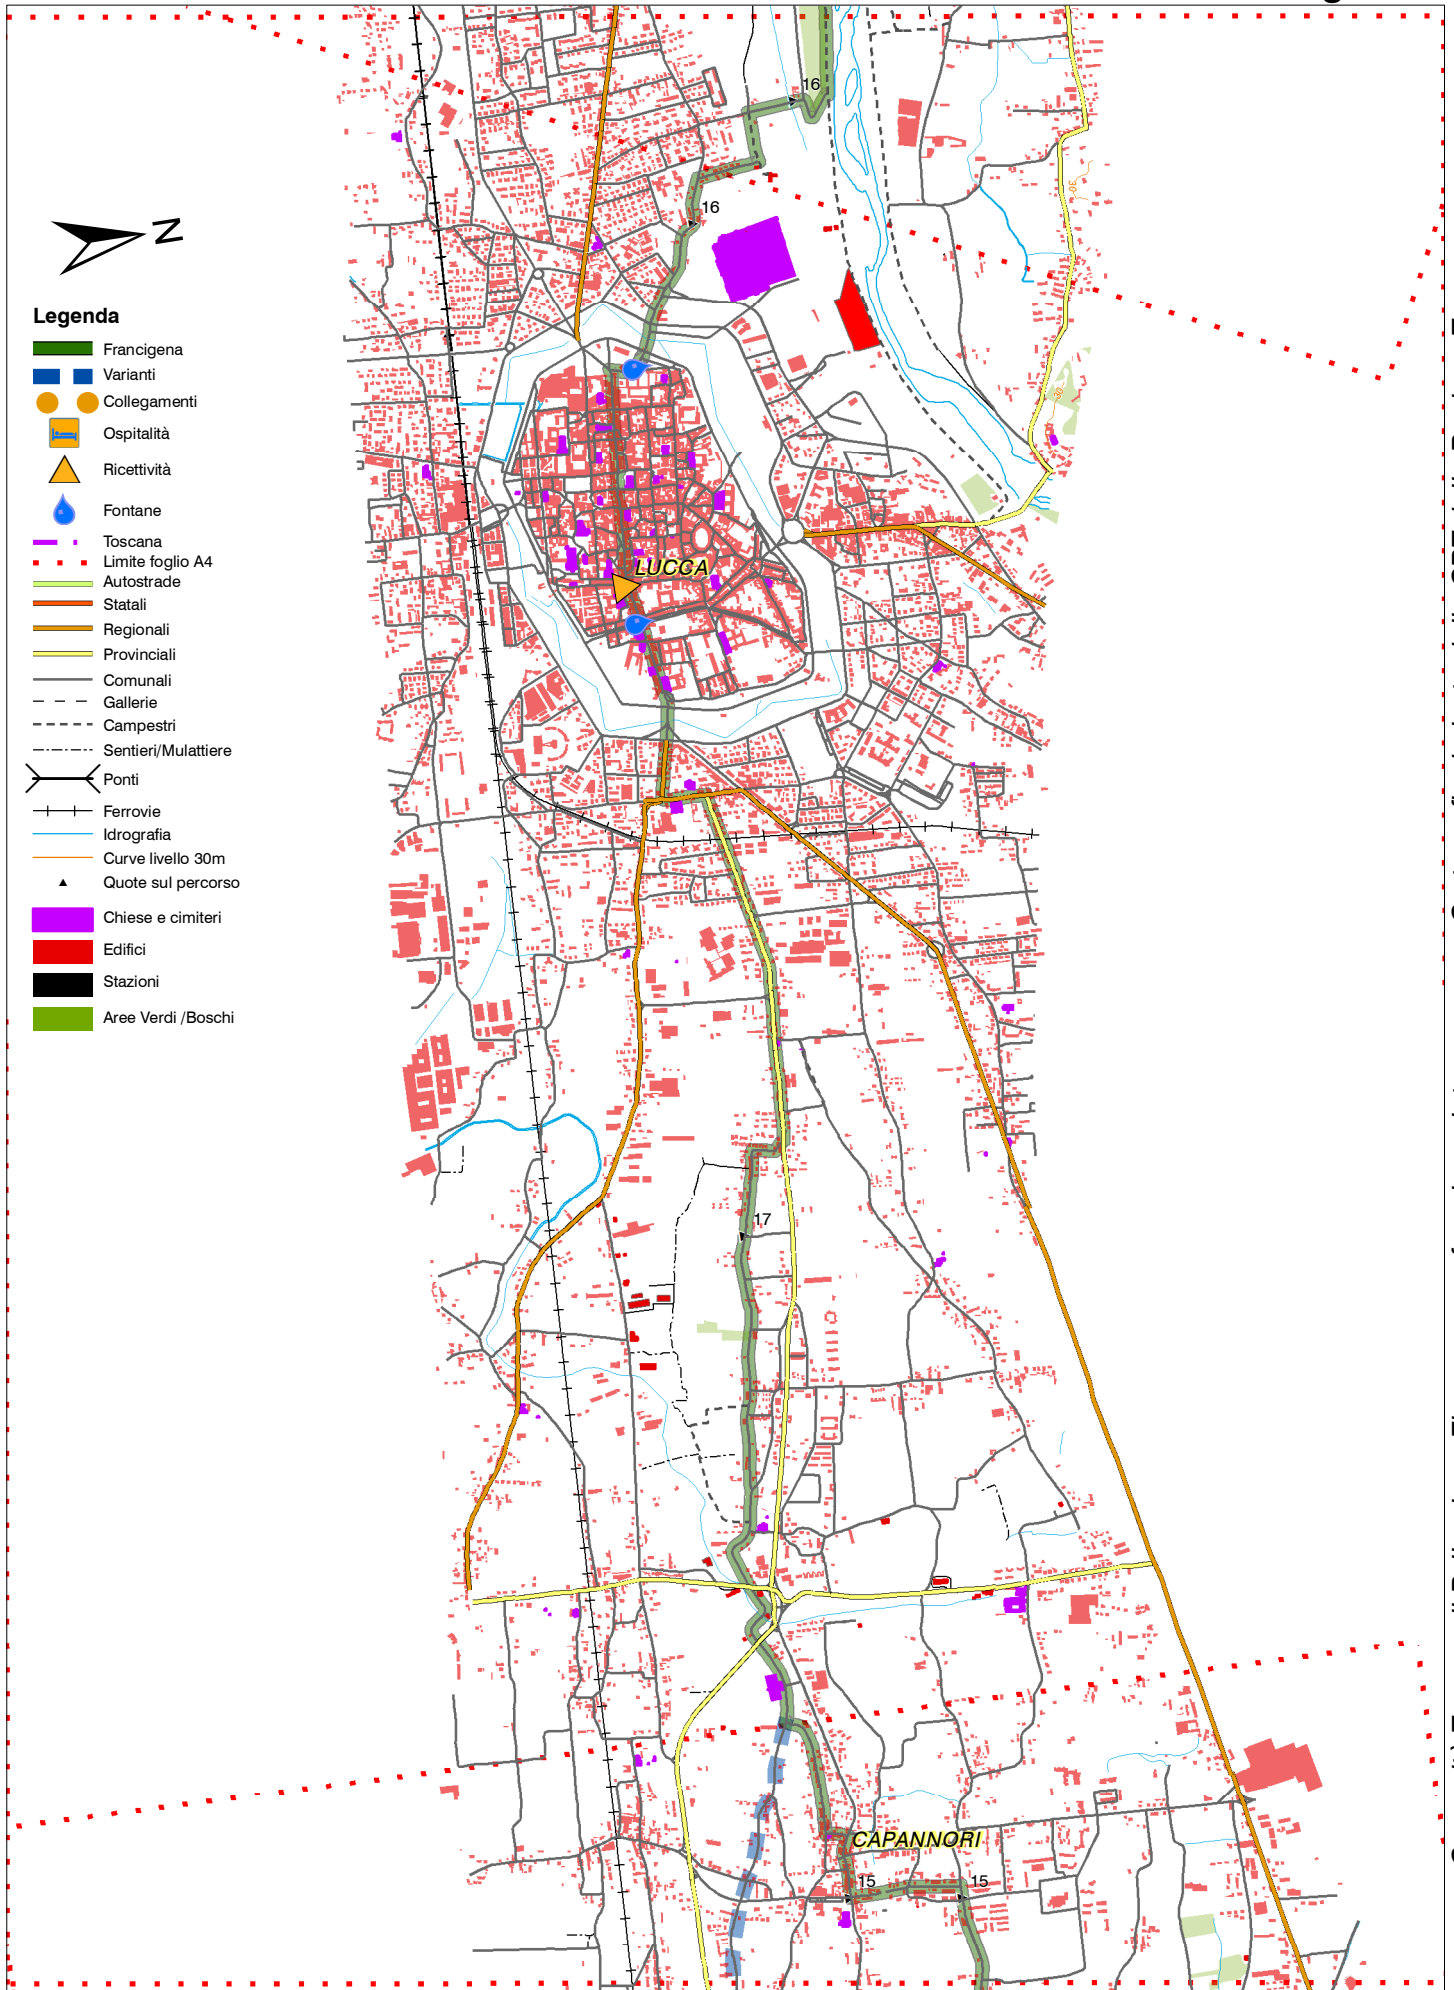 16
30
16
N
Legenda
Francigena
Varianti
Collegamenti
Ospitalità
Ricettività
Fontane
Toscana
Limite foglio A4
Autostrade
Statali
Regionali
Provinciali
Comunali
Gallerie
Campestri
Sentieri/Mulattiere
Ponti
Ferrovie
Idrografia
Curve livello 30m
Quote sul percorso
Chiese e cimiteri
Edifici
Stazioni
Aree Verdi /Boschi
30
LUCCA
17
CAPANNORI
15
15